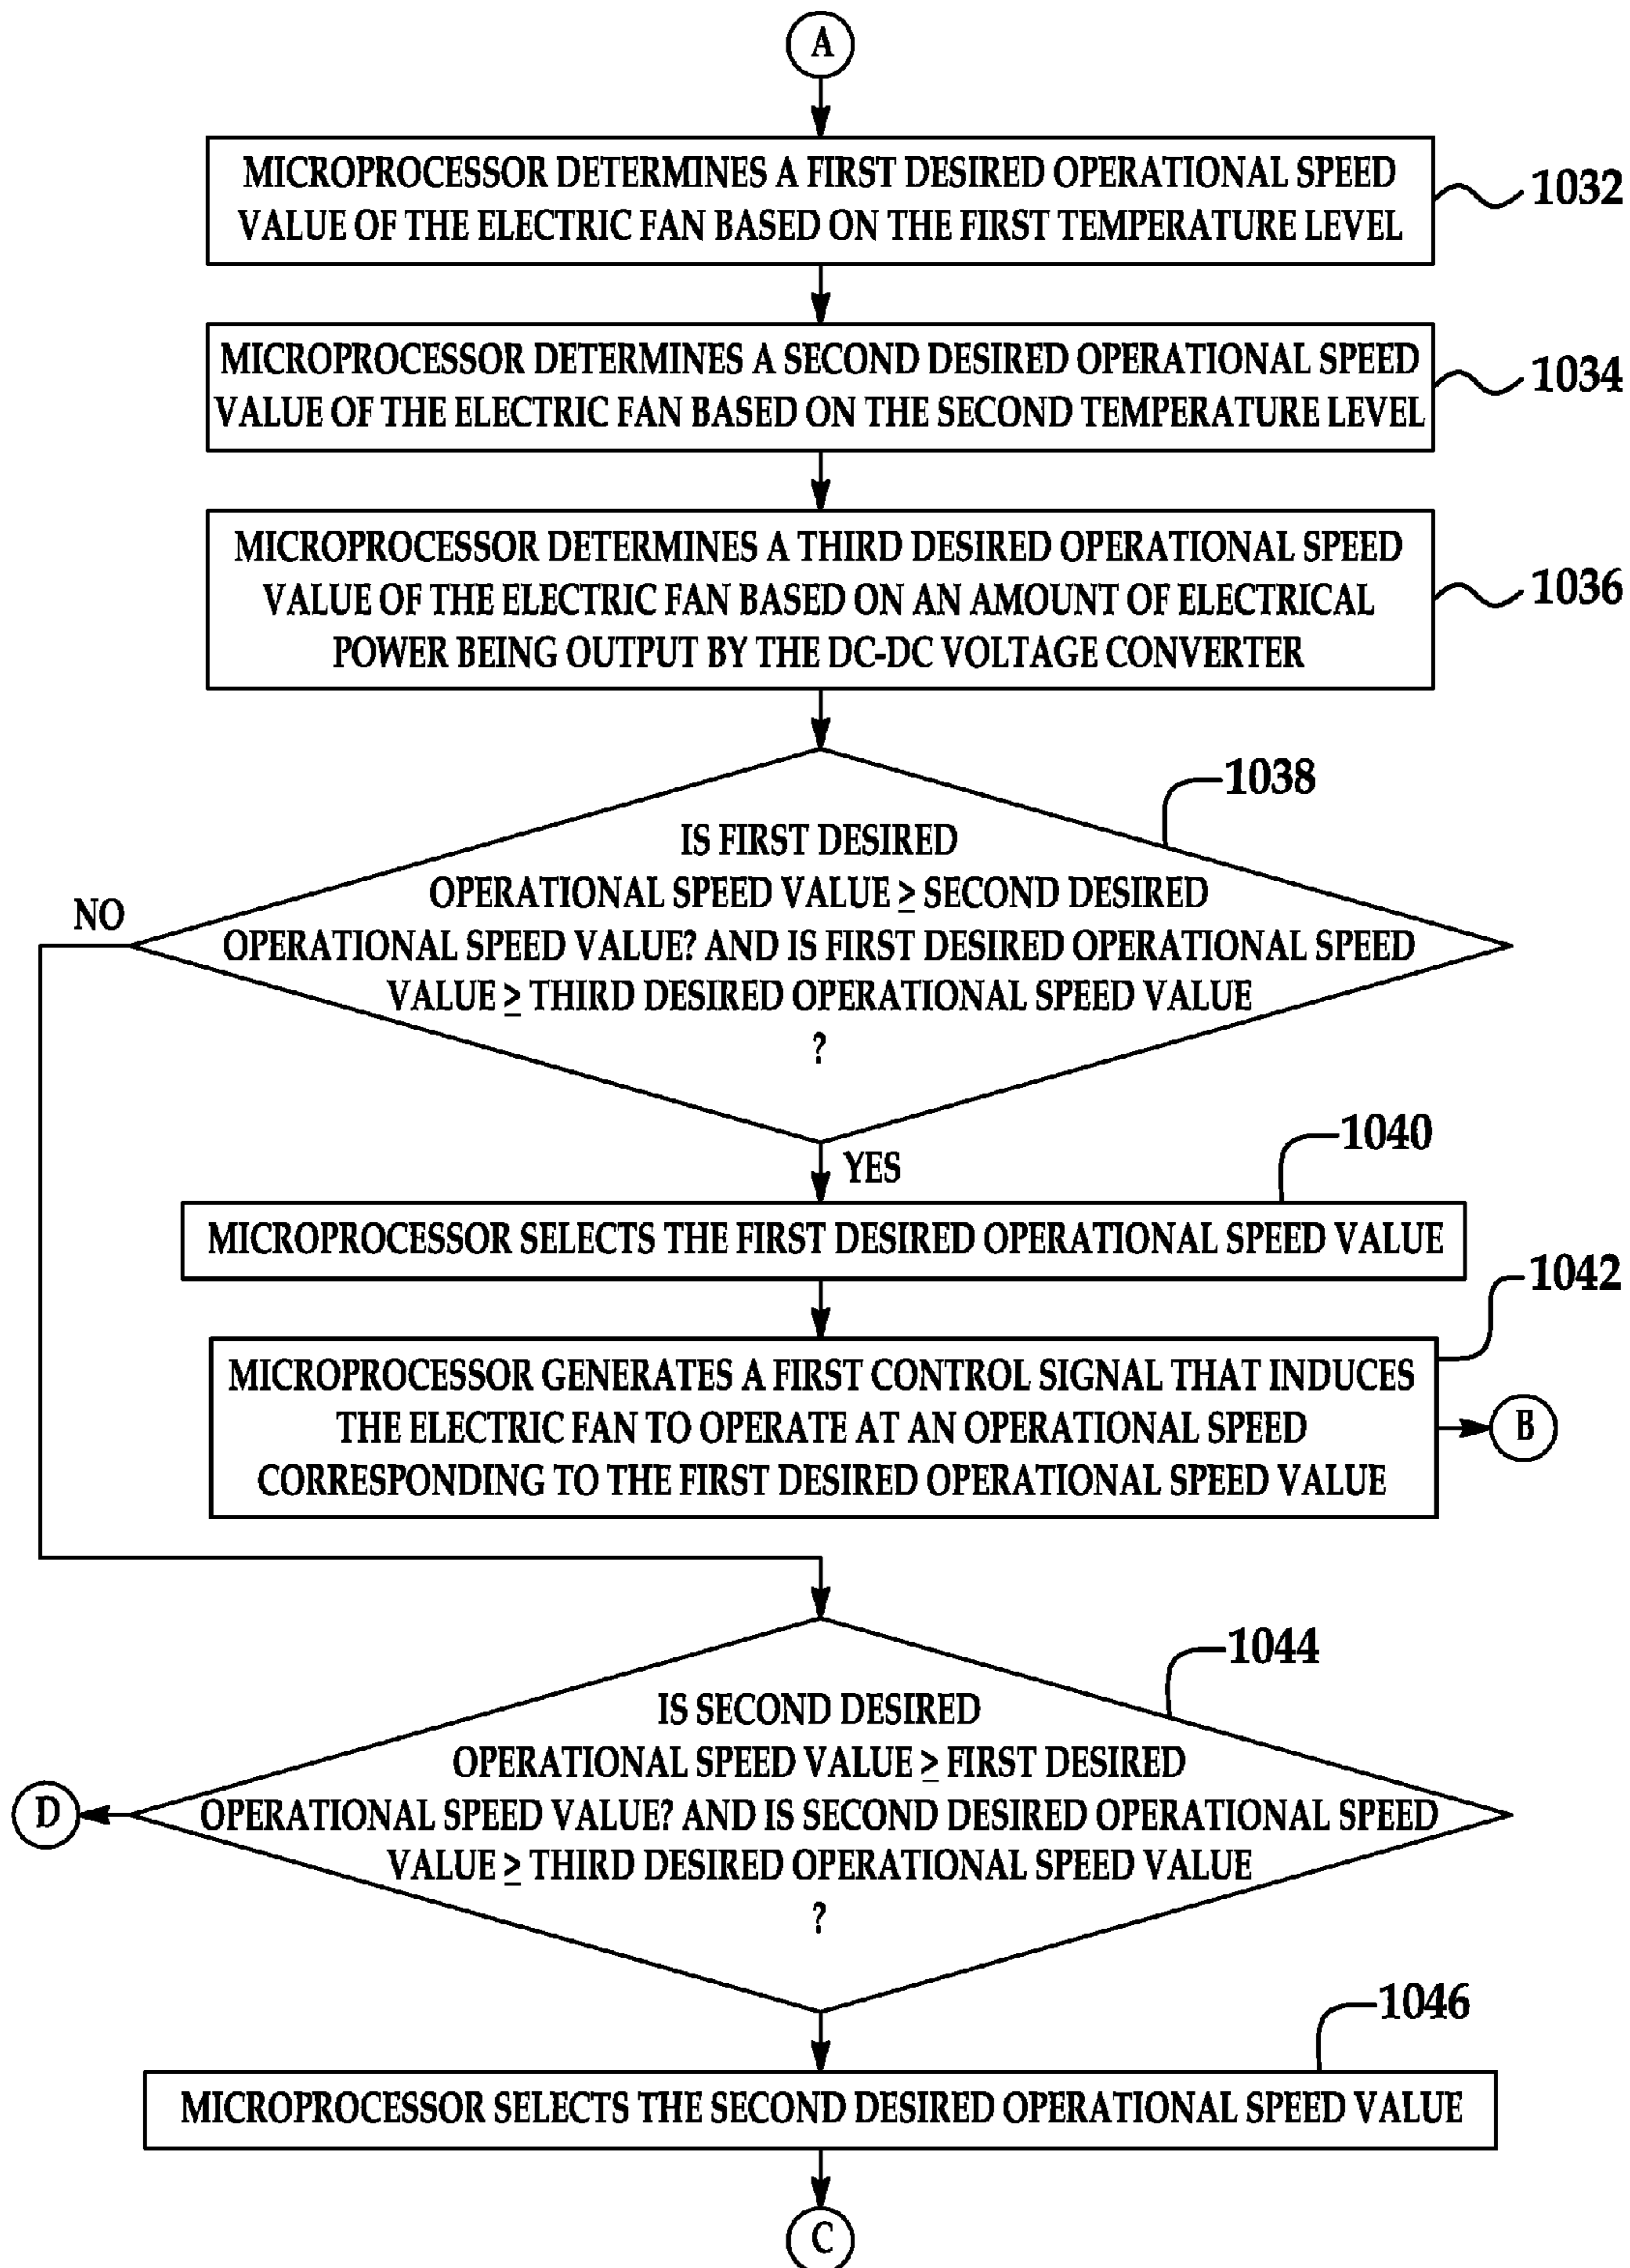 A
MICROPROCESSOR DETERMINES A FIRST DESIRED OPERATIONAL SPEED
VALUE OF THE ELECTRIC FAN BASED ON THE FIRST TEMPERATURE LEVEL
1032
MICROPROCESSOR DETERMINES A SECOND DESIRED OPERATIONAL SPEED
VALUE OF THE ELECTRIC FAN BASED ON THE SECOND TEMPERATURE LEVEL
1034
MICROPROCESSOR DETERMINES A THIRD DESIRED OPERATIONAL SPEED
VALUE OF THE ELECTRIC FAN BASED ON AN AMOUNT OF ELECTRICAL
POWER BEING OUTPUT BY THE DC-DC VOLTAGE CONVERTER
1036
1038
IS FIRST DESIRED
OPERATIONAL SPEED VALUE ≥ SECOND DESIRED
OPERATIONAL SPEED VALUE? AND IS FIRST DESIRED OPERATIONAL SPEED
VALUE ≥ THIRD DESIRED OPERATIONAL SPEED VALUE
?
NO
YES
1040
MICROPROCESSOR SELECTS THE FIRST DESIRED OPERATIONAL SPEED VALUE
1042
MICROPROCESSOR GENERATES A FIRST CONTROL SIGNAL THAT INDUCES
THE ELECTRIC FAN TO OPERATE AT AN OPERATIONAL SPEED
CORRESPONDING TO THE FIRST DESIRED OPERATIONAL SPEED VALUE
B
1044
IS SECOND DESIRED
OPERATIONAL SPEED VALUE ≥ FIRST DESIRED
OPERATIONAL SPEED VALUE? AND IS SECOND DESIRED OPERATIONAL SPEED
VALUE ≥ THIRD DESIRED OPERATIONAL SPEED VALUE
?
D
1046
MICROPROCESSOR SELECTS THE SECOND DESIRED OPERATIONAL SPEED VALUE
C